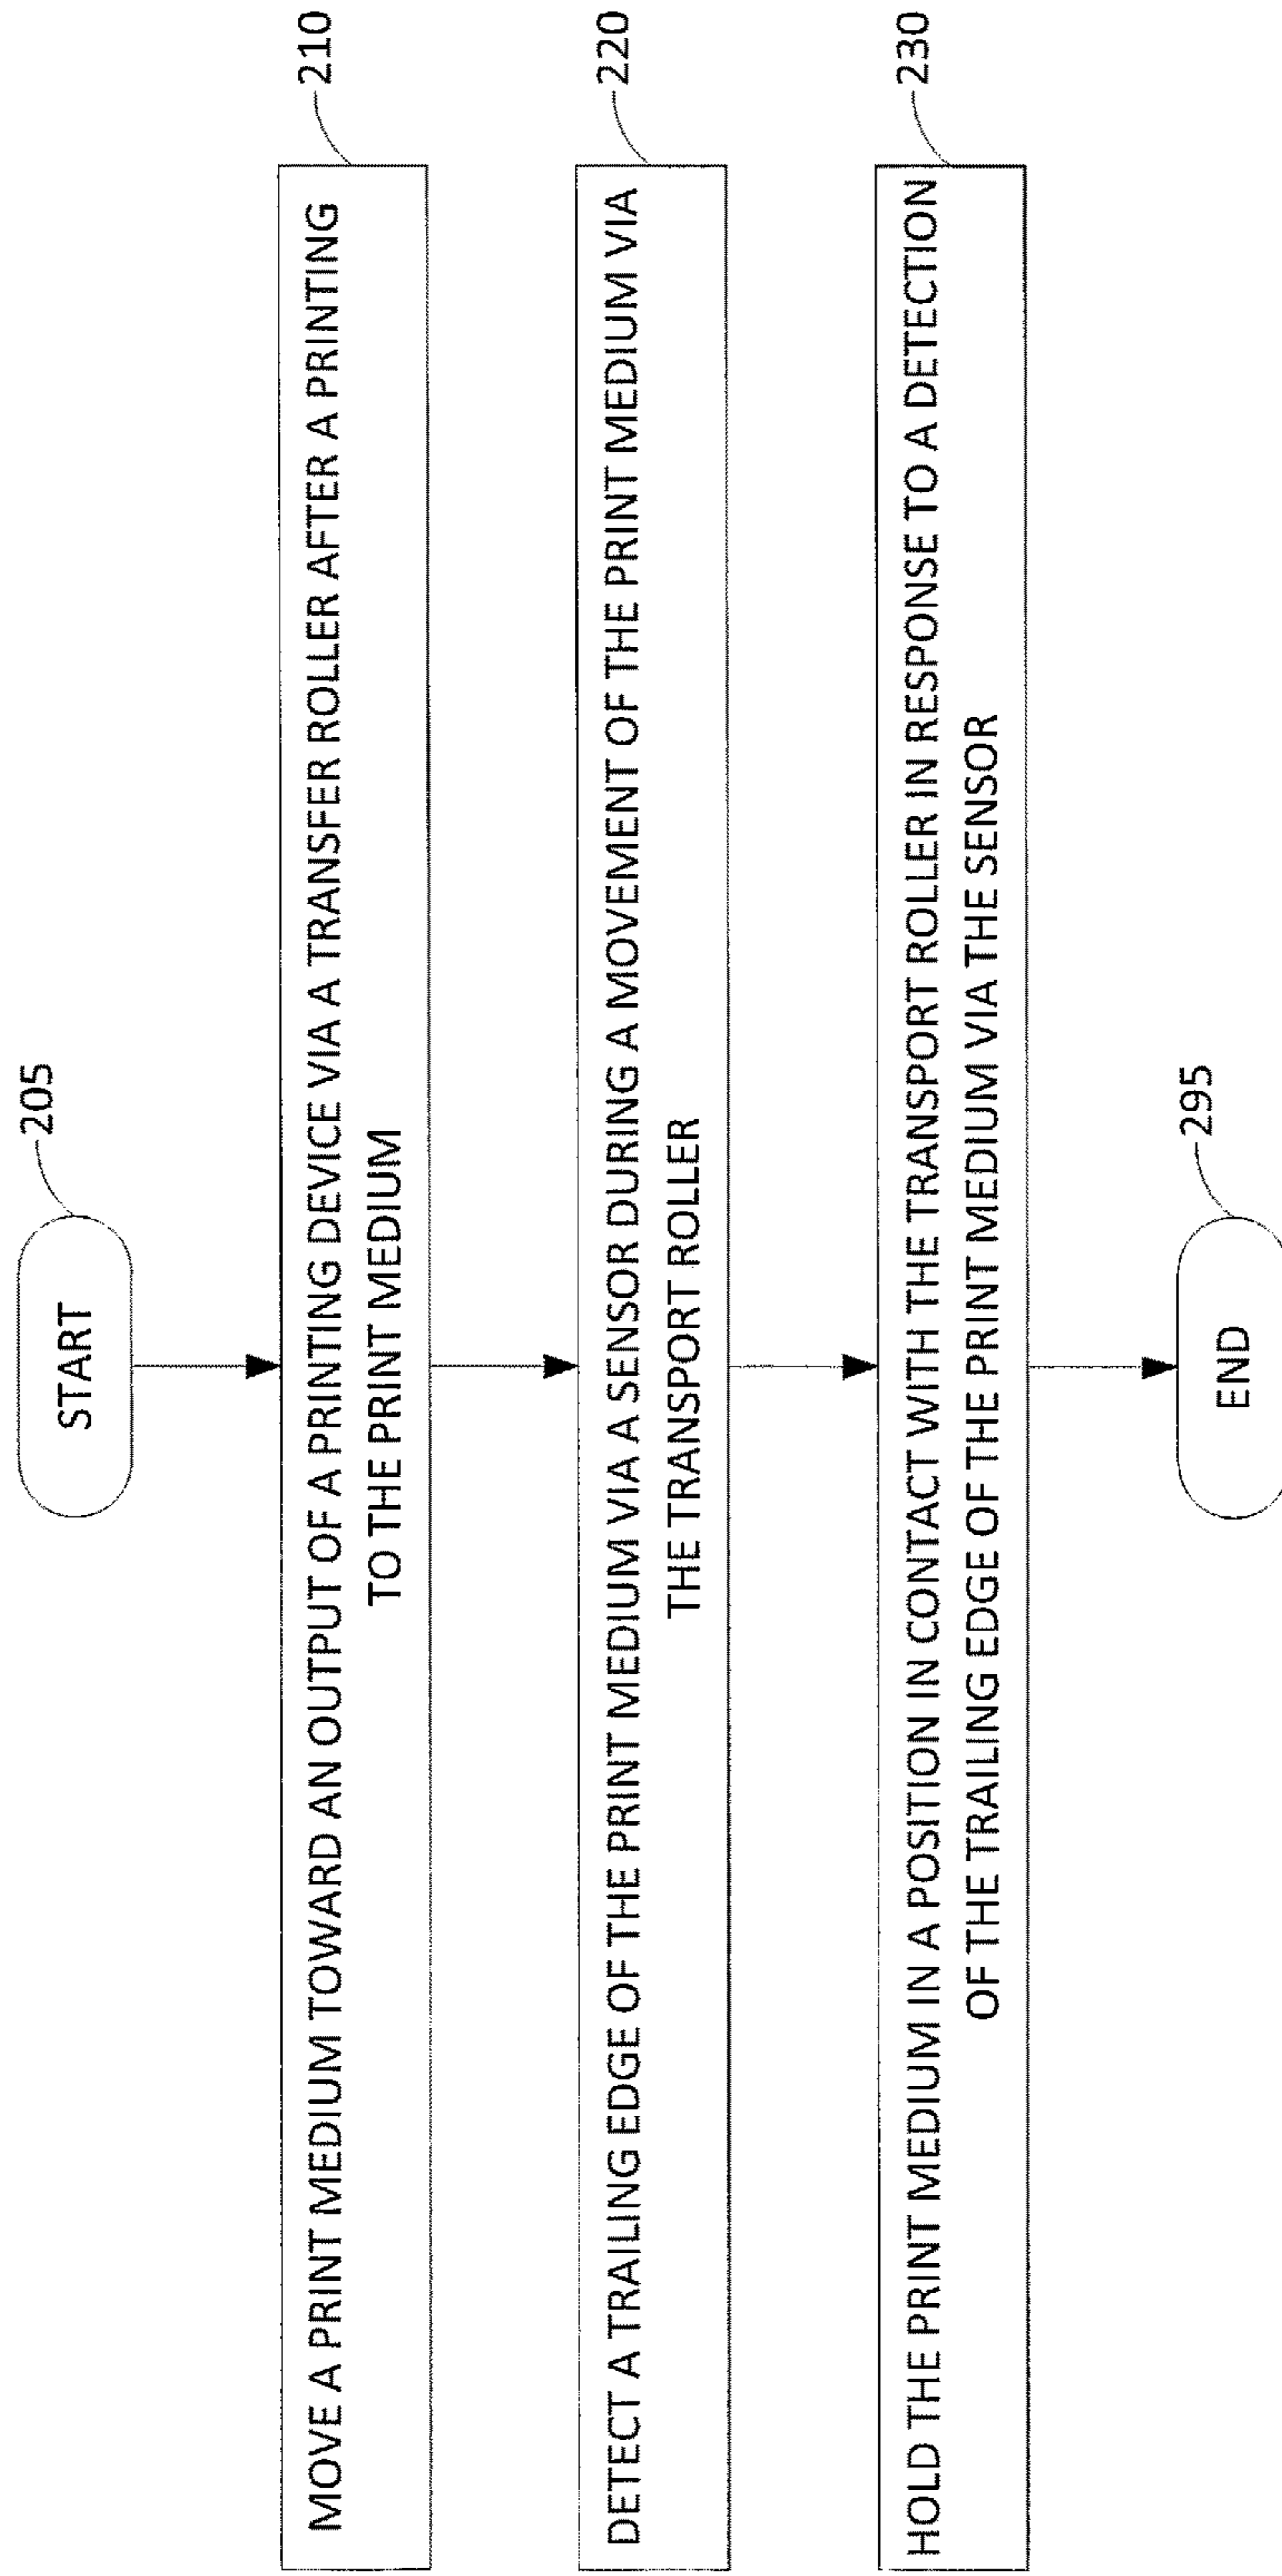 205
START
210
MOVE A PRINT MEDIUM TOWARD AN OUTPUT OF A PRINTING DEVICE VIA A TRANSFER ROLLER AFTER A PRINTING
TO THE PRINT MEDIUM
220
DETECT A TRAILING EDGE OF THE PRINT MEDIUM VIA A SENSOR DURING A MOVEMENT OF THE PRINT MEDIUM VIA
THE TRANSPORT ROLLER
230
HOLD THE PRINT MEDIUM IN A POSITION IN CONTACT WITH THE TRANSPORT ROLLER IN RESPONSE TO A DETECTION
OF THE TRAILING EDGE OF THE PRINT MEDIUM VIA THE SENSOR
295
END